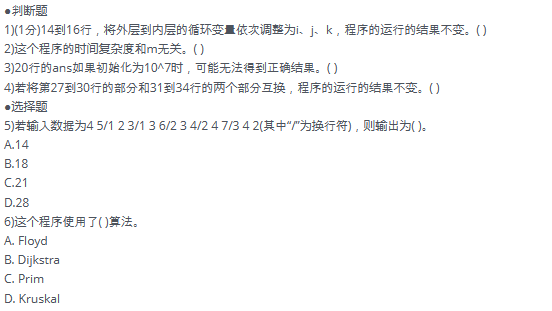 ●判断题
1)(1分)14到16行，将外层到内层的循环变量依次调整为i、j、k，程序的运行的结果不变。( )
2)这个程序的时间复杂度和m无关。( )
3)20行的ans如果初始化为10^7时，可能无法得到正确结果。( )
4)若将第27到30行的部分和31到34行的两个部分互换，程序的运行的结果不变。( )
●选择题
5)若输入数据为4 5/1 2 3/1 3 6/2 3 4/2 4 7/3 4 2(其中“/”为换行符)，则输出为( )。
A.14
B.18
C.21
D.28
6)这个程序使用了( )算法。
A. Floyd
B. Dijkstra
C. Prim
D. Kruskal